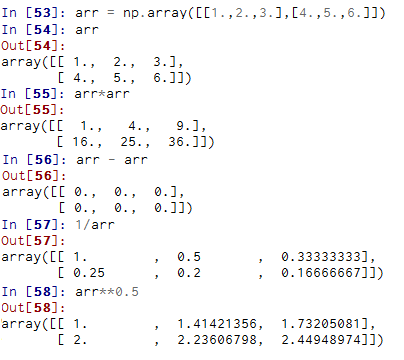 In [53]: arr = np.array([[1.,2.,3.],[4.,5.,6.]])
In [54]: arr
Out[54]:
array([[ 1.,  2.,  3.],
       [ 4.,  5.,  6.]])
In [55]: arr*arr
Out[55]:
array([[  1.,   4.,   9.],
       [ 16.,  25.,  36.]])
In [56]: arr - arr
Out[56]:
array([[ 0.,  0.,  0.],
       [ 0.,  0.,  0.]])
In [57]: 1/arr
Out[57]:
array([[ 1.        ,  0.5       ,  0.33333333],
       [ 0.25      ,  0.2       ,  0.16666667]])
In [58]: arr**0.5
Out[58]:
array([[ 1.        ,  1.41421356,  1.73205081],
       [ 2.        ,  2.23606798,  2.44948974]])